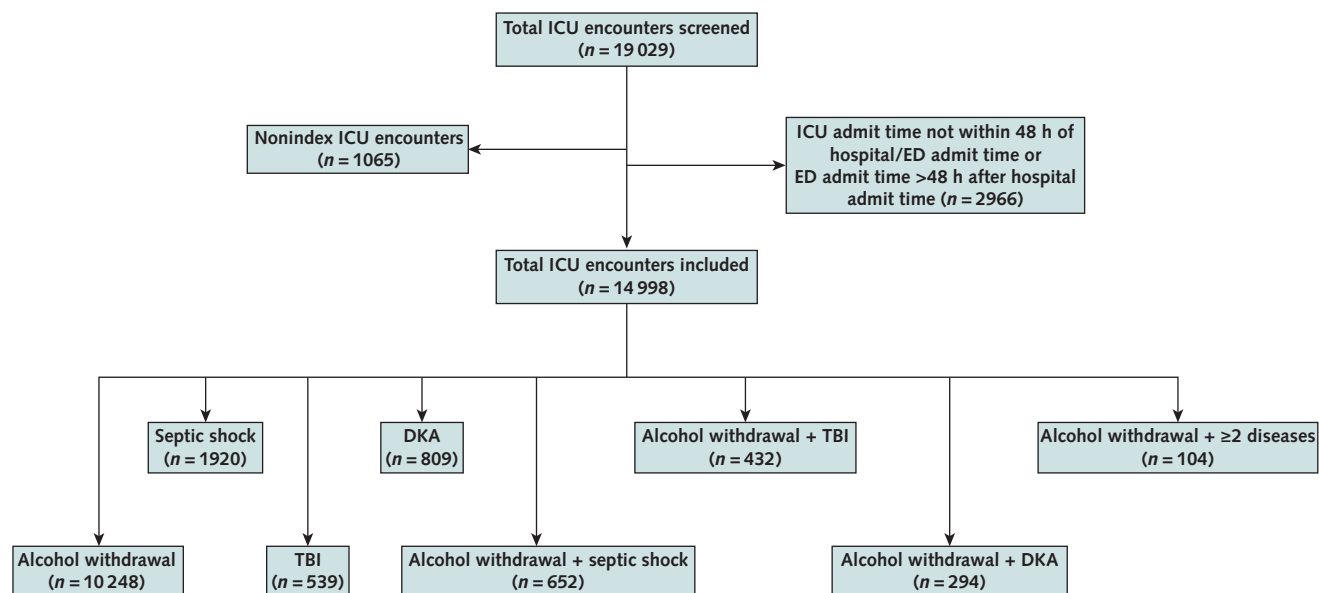 Total ICU encounters screened
(n = 19 029)
Nonindex ICU encounters
(n = 1065)
ICU admit time not within 48 h of
hospital/ED admit time or
ED admit time >48 h after hospital
admit time (n = 2966)
Total ICU encounters included
(n = 14 998)
Septic shock
(n = 1920)
DKA
(n = 809)
Alcohol withdrawal + TBI
(n = 432)
Alcohol withdrawal + ≥2 diseases
(n = 104)
Alcohol withdrawal
(n = 10 248)
TBI
(n = 539)
Alcohol withdrawal + septic shock
(n = 652)
Alcohol withdrawal + DKA
(n = 294)